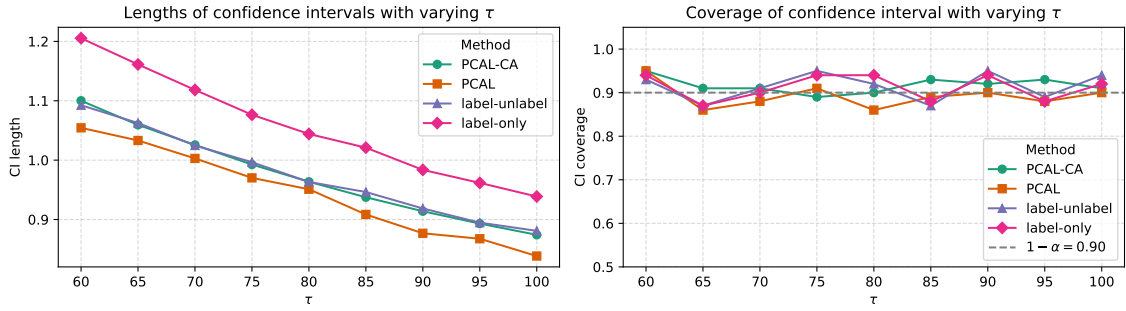 Lengths of confidence intervals with varying τ
CI length
1.2
1.1
1.0
0.9
60 65 70 75 80 85 90 95 100
τ
Method
PCAL-CA
PCAL
label-unlabel
label-only
Coverage of confidence interval with varying τ
CI coverage
1.0
0.9
0.8
0.7
0.6
0.5
60 65 70 75 80 85 90 95 100
τ
Method
PCAL-CA
PCAL
label-unlabel
label-only
1 − α = 0.90